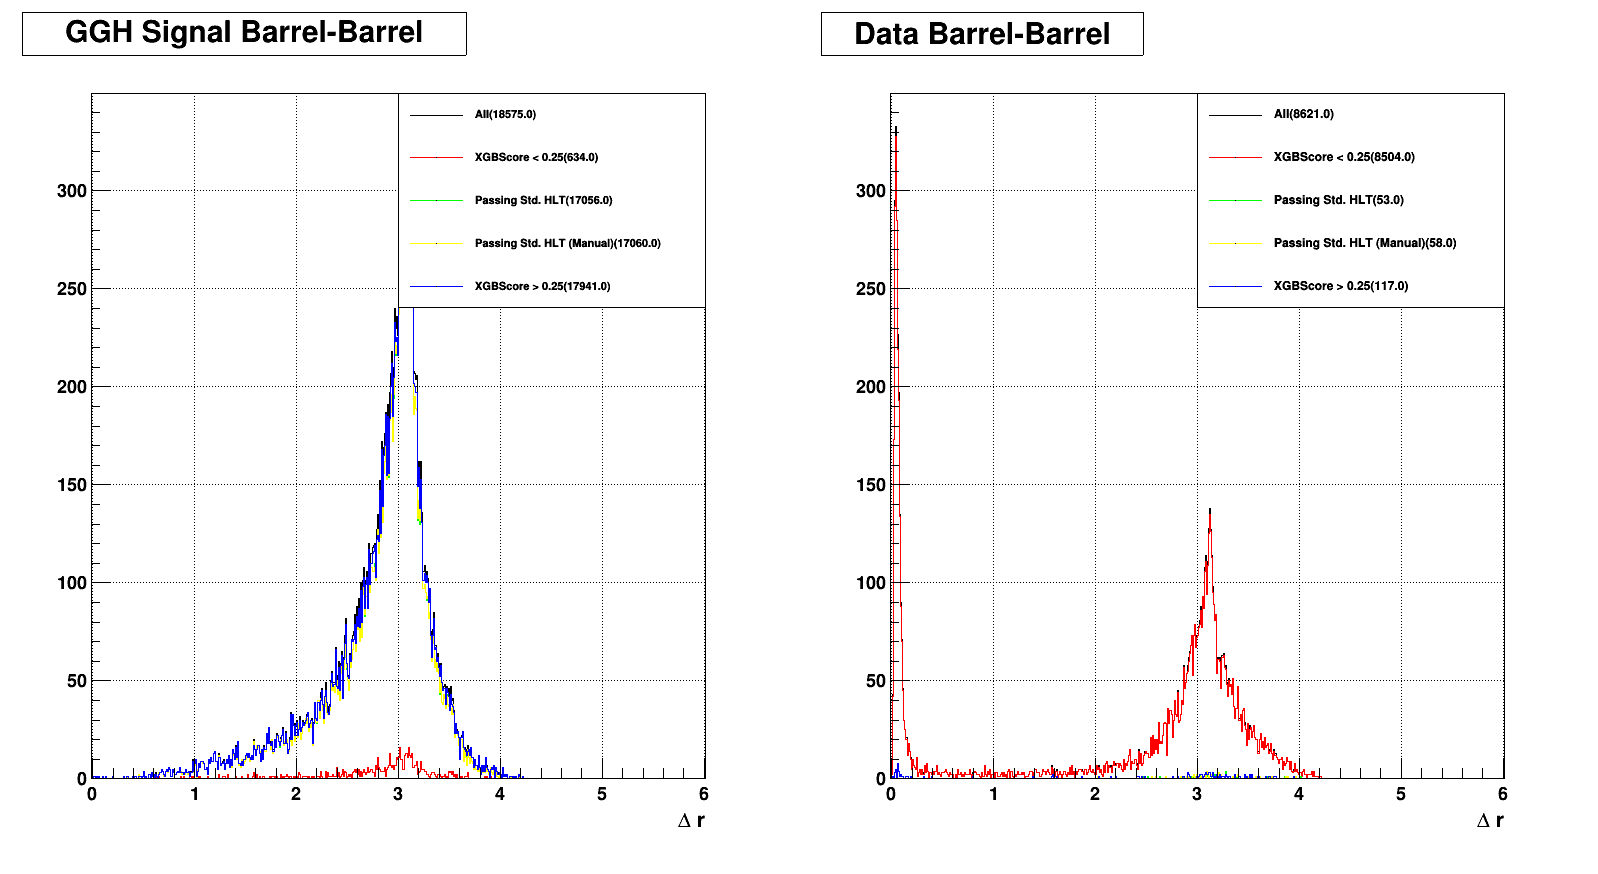 GGH Signal Barrel-Barrel
All(18575.0)
XGBScore < 0.25(634.0)
Passing Std. HLT(17056.0)
Passing Std. HLT (Manual)(17060.0)
XGBScore > 0.25(17941.0)
300
250
200
150
100
50
0
0 1 2 3 4 5 6
Δ r
Data Barrel-Barrel
All(8621.0)
XGBScore < 0.25(8504.0)
Passing Std. HLT(53.0)
Passing Std. HLT (Manual)(58.0)
XGBScore > 0.25(117.0)
300
250
200
150
100
50
0
0 1 2 3 4 5 6
Δ r